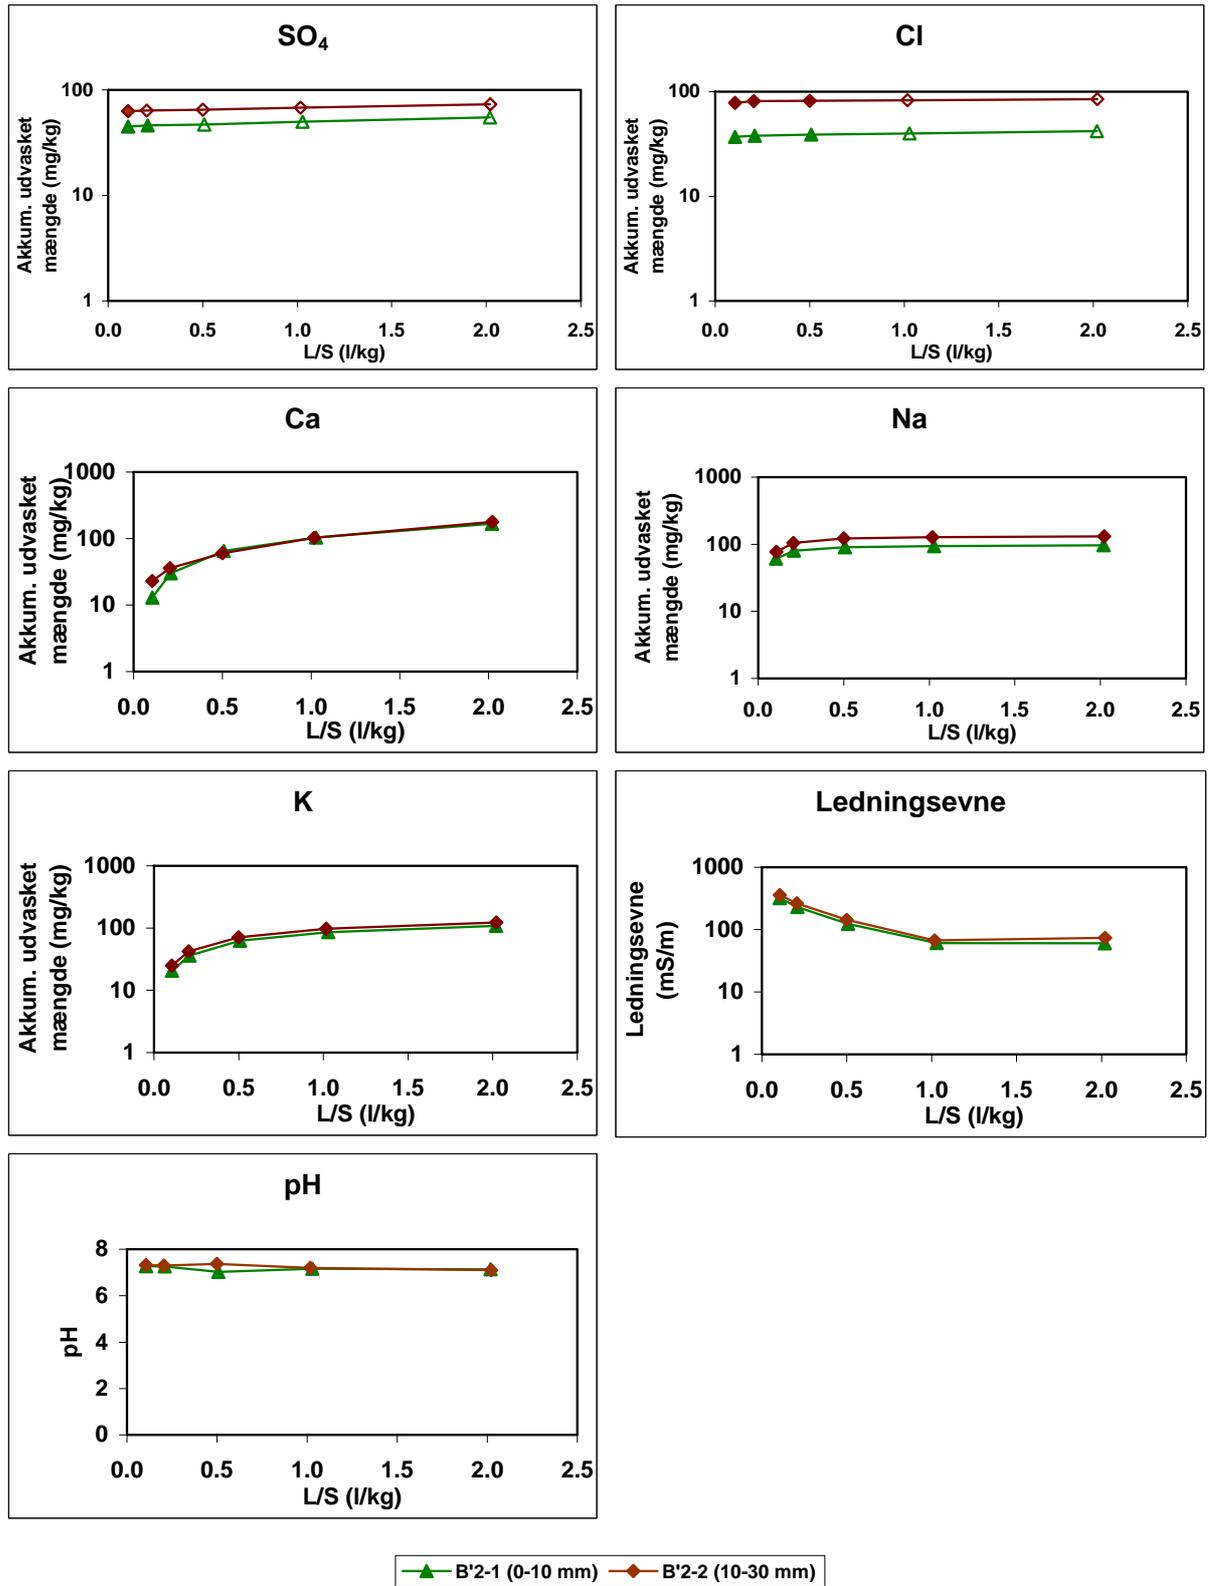 SO₄
Akkum. udvasket
mængde (mg/kg)
100
10
1
0.0 0.5 1.0 1.5 2.0 2.5
L/S (l/kg)
Cl
Akkum. udvasket
mængde (mg/kg)
100
10
1
0.0 0.5 1.0 1.5 2.0 2.5
L/S (l/kg)
Ca
Akkum. udvasket
mængde (mg/kg)
1000
100
10
1
0.0 0.5 1.0 1.5 2.0 2.5
L/S (l/kg)
Na
Akkum. udvasket
mængde (mg/kg)
1000
100
10
1
0.0 0.5 1.0 1.5 2.0 2.5
L/S (l/kg)
K
Akkum. udvasket
mængde (mg/kg)
1000
100
10
1
0.0 0.5 1.0 1.5 2.0 2.5
L/S (l/kg)
Ledningsevne
Ledningsevne
(mS/m)
1000
100
10
1
0.0 0.5 1.0 1.5 2.0 2.5
L/S (l/kg)
pH
pH
8
6
4
2
0
0.0 0.5 1.0 1.5 2.0 2.5
L/S (l/kg)
B'2-1 (0-10 mm) B'2-2 (10-30 mm)